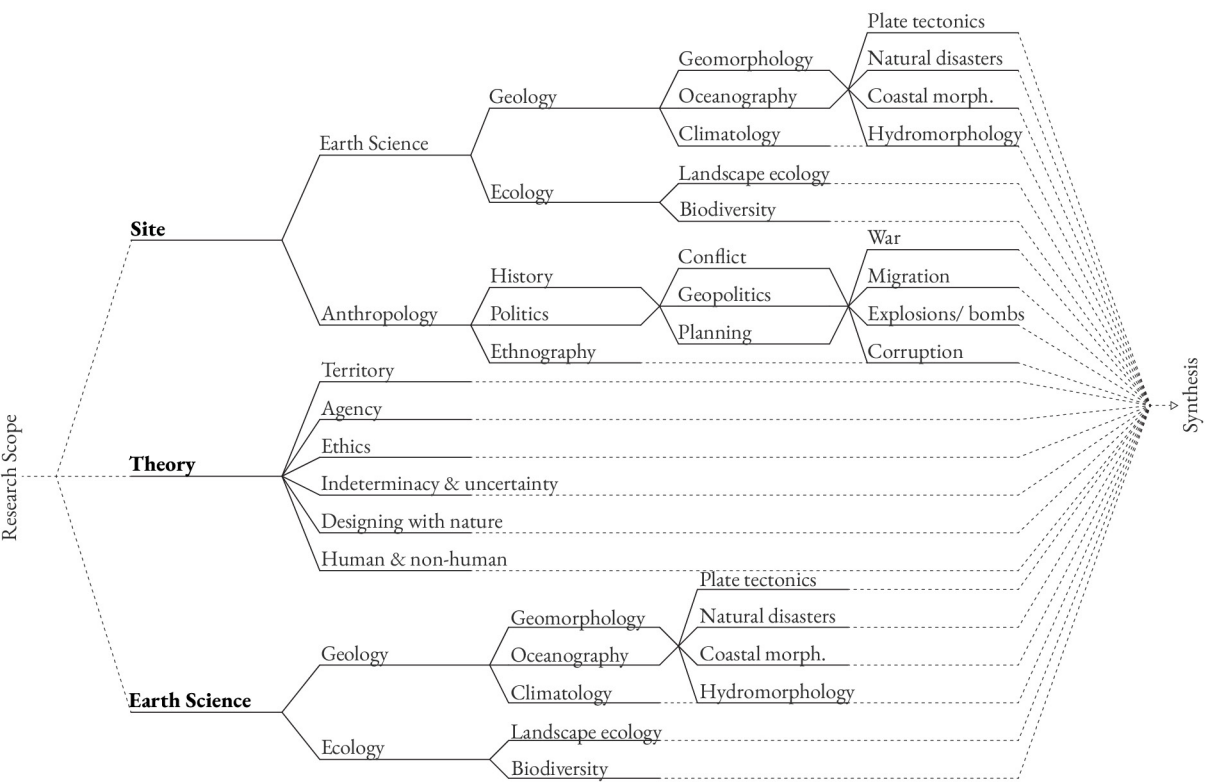 Research Scope
Site
Earth Science
Geology
Geomorphology
Oceanography
Climatology
Plate tectonics
Natural disasters
Coastal morph.
Hydromorphology
Ecology
Landscape ecology
Biodiversity
Anthropology
History
Politics
Ethnography
Conflict
Geopolitics
Planning
War
Migration
Explosions/ bombs
Corruption
Theory
Territory
Agency
Ethics
Indeterminacy & uncertainty
Designing with nature
Human & non-human
Earth Science
Geology
Geomorphology
Oceanography
Climatology
Plate tectonics
Natural disasters
Coastal morph.
Hydromorphology
Ecology
Landscape ecology
Biodiversity
Synthesis